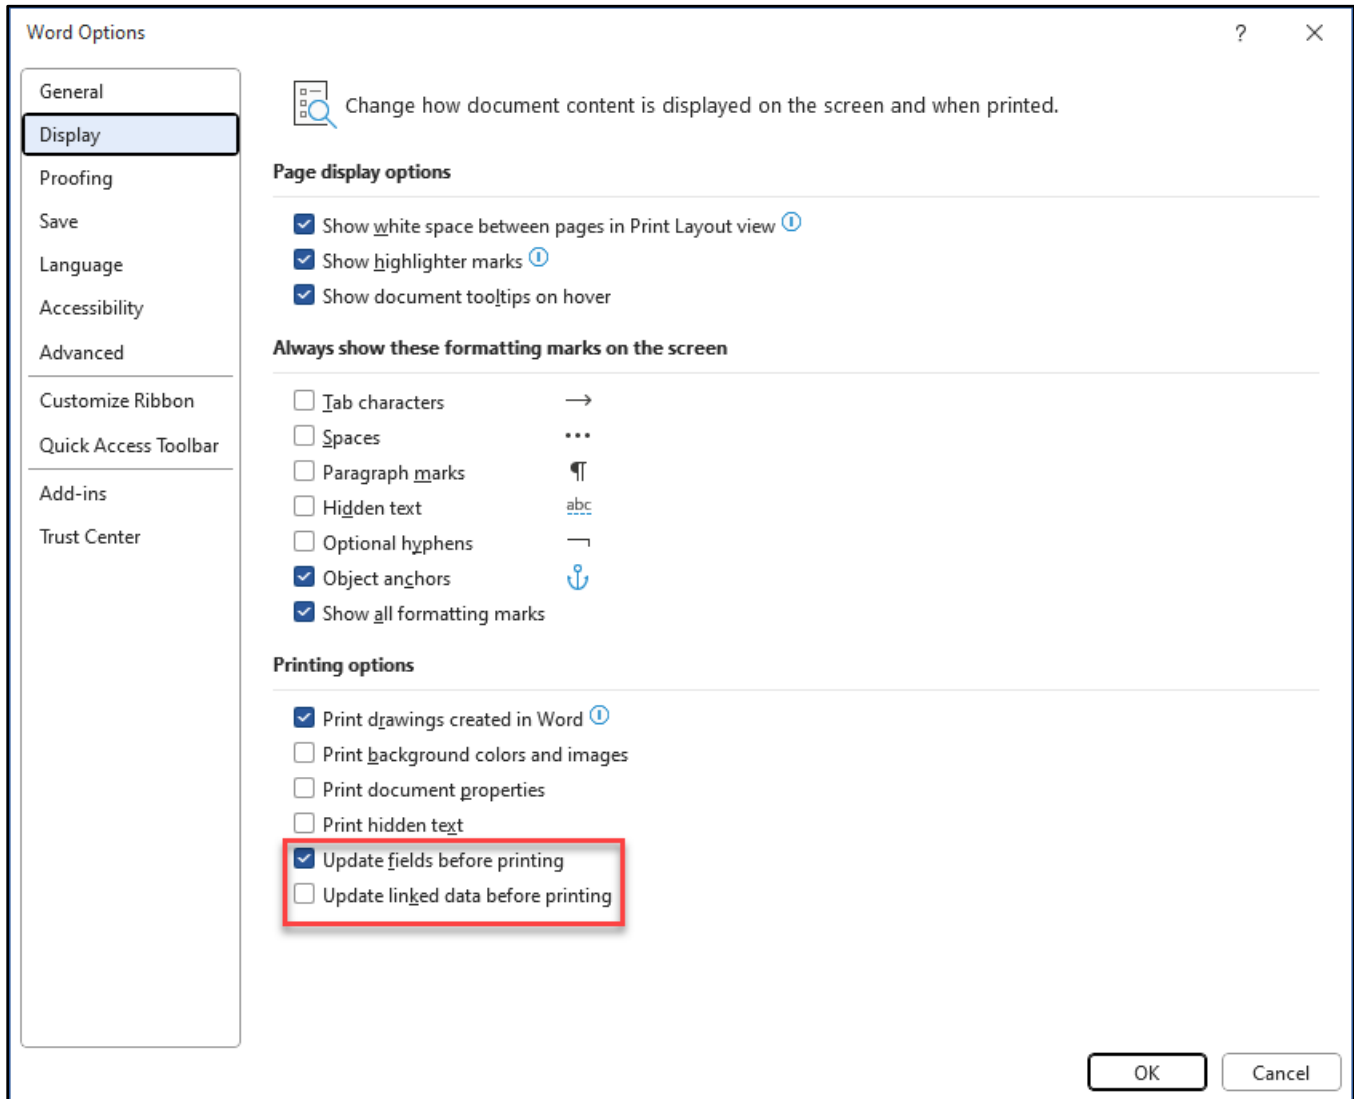 Word Options
?
General
Display
Proofing
Save
Language
Accessibility
Advanced
Customize Ribbon
Quick Access Toolbar
Add-ins
Trust Center
Change how document content is displayed on the screen and when printed.
Page display options
Show white space between pages in Print Layout view
Show highlighter marks
Show document tooltips on hover
Always show these formatting marks on the screen
Tab characters →
Spaces •••
Paragraph marks ¶
Hidden text abc
Optional hyphens ¬
Object anchors
Show all formatting marks
Printing options
Print drawings created in Word
Print background colors and images
Print document properties
Print hidden text
Update fields before printing
Update linked data before printing
OK Cancel